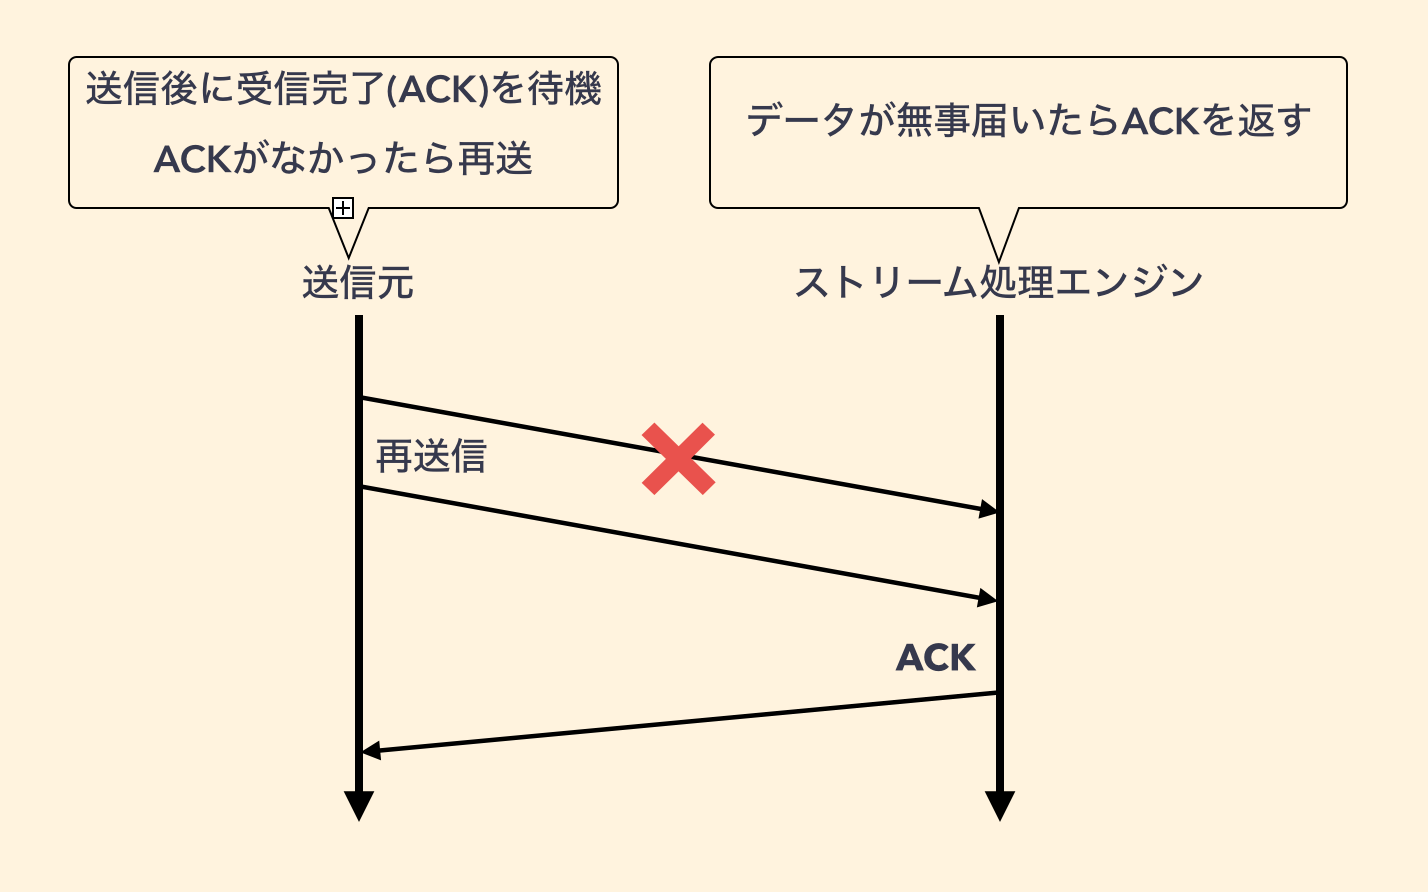 送信後に受信完了(ACK)を待機
ACKがなかったら再送
データが無事届いたらACKを返す
送信元
ストリーム処理エンジン
再送信
ACK